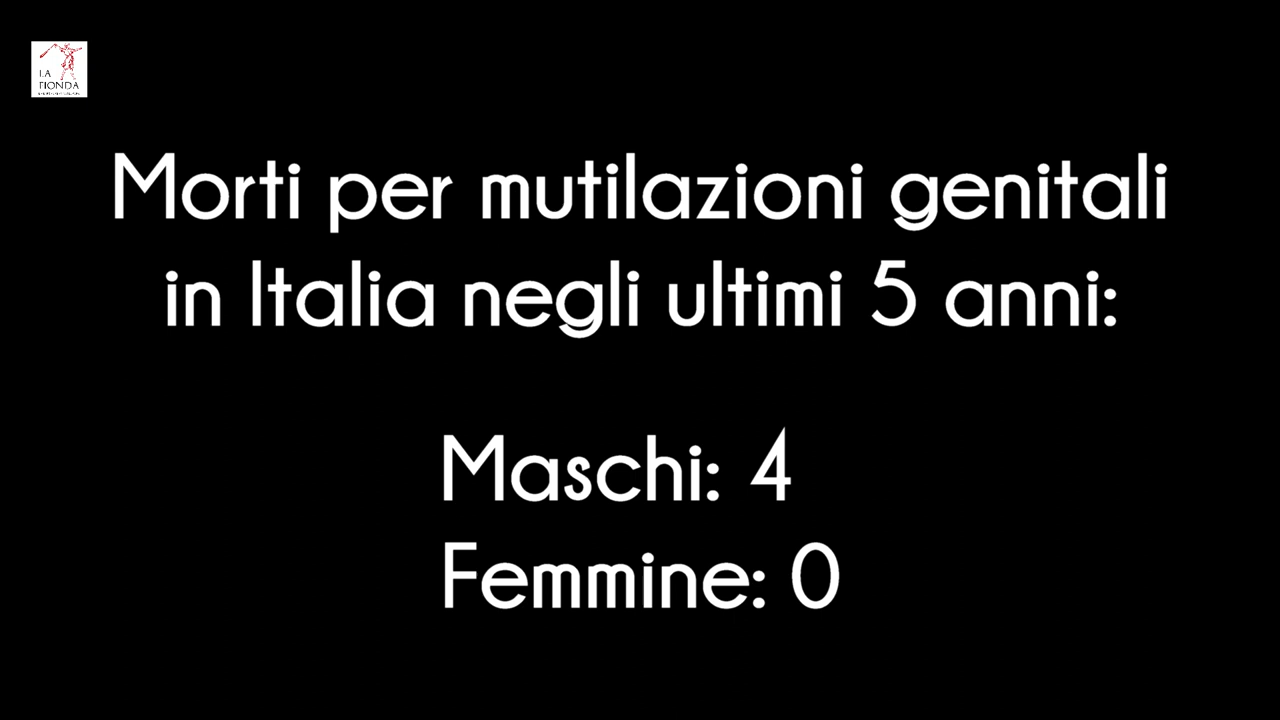 LA
FIONDA
Morti per mutilazioni genitali
in Italia negli ultimi 5 anni:
Maschi: 4
Femmine: 0